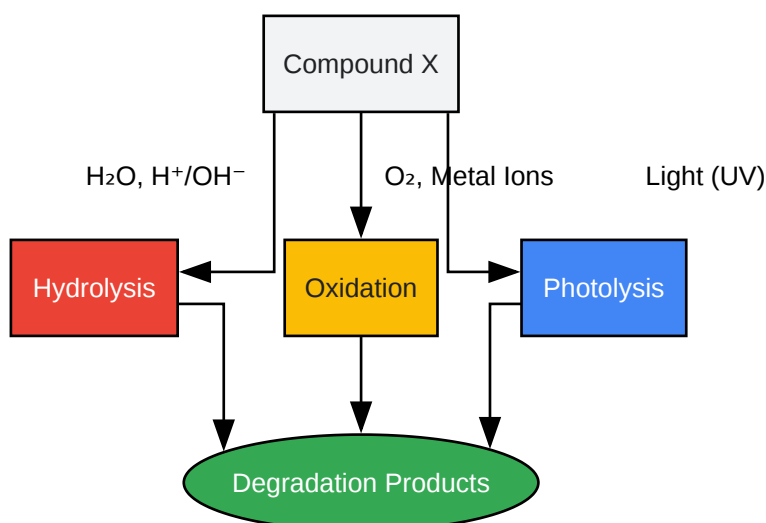 Compound X
H₂O, H⁺/OH⁻
O₂, Metal Ions
Light (UV)
Hydrolysis
Oxidation
Photolysis
Degradation Products